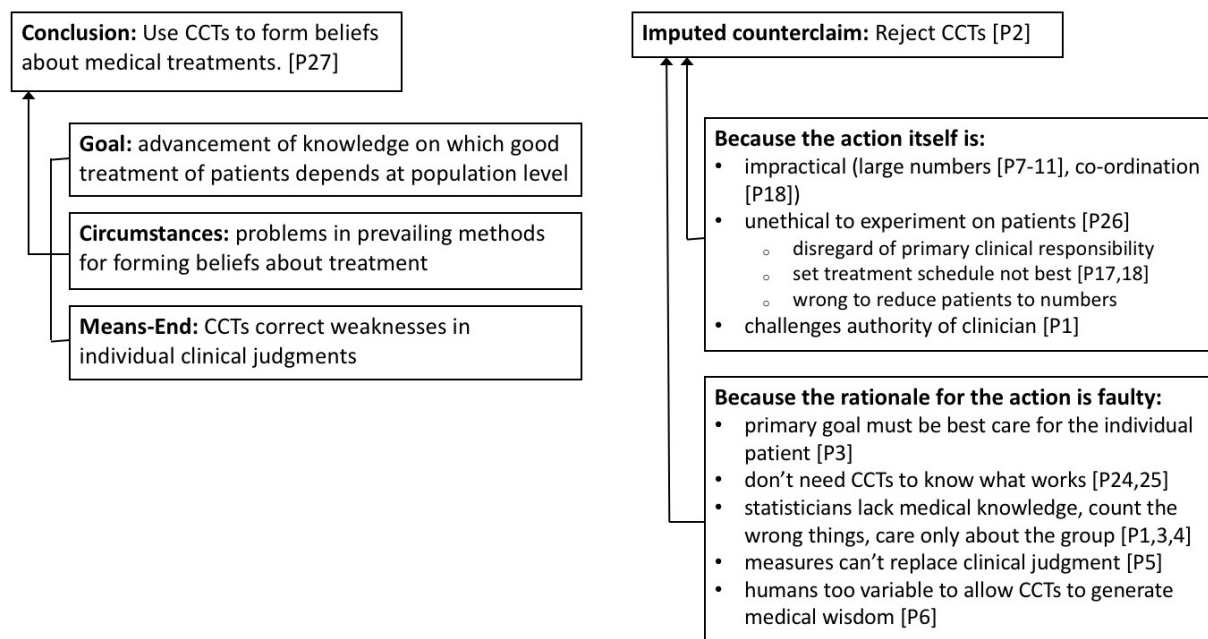 Conclusion: Use CCTs to form beliefs
about medical treatments. [P27]
Goal: advancement of knowledge on which good
treatment of patients depends at population level
Circumstances: problems in prevailing methods
for forming beliefs about treatment
Means-End: CCTs correct weaknesses in
individual clinical judgments
Imputed counterclaim: Reject CCTs [P2]
Because the action itself is:
• impractical (large numbers [P7-11], co-ordination
[P18])
• unethical to experiment on patients [P26]
○ disregard of primary clinical responsibility
○ set treatment schedule not best [P17,18]
○ wrong to reduce patients to numbers
• challenges authority of clinician [P1]
Because the rationale for the action is faulty:
• primary goal must be best care for the individual
patient [P3]
• don’t need CCTs to know what works [P24,25]
• statisticians lack medical knowledge, count the
wrong things, care only about the group [P1,3,4]
• measures can’t replace clinical judgment [P5]
• humans too variable to allow CCTs to generate
medical wisdom [P6]